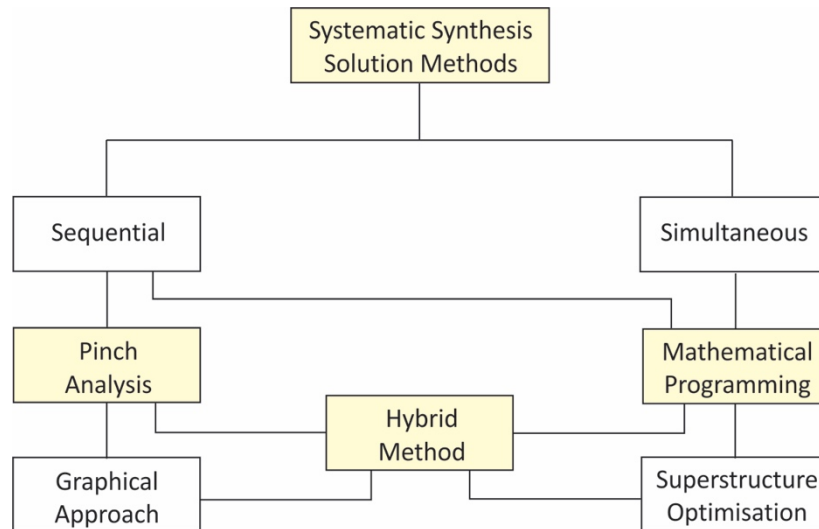 Systematic Synthesis
Solution Methods
Sequential
Simultaneous
Pinch
Analysis
Mathematical
Programming
Hybrid
Method
Graphical
Approach
Superstructure
Optimisation